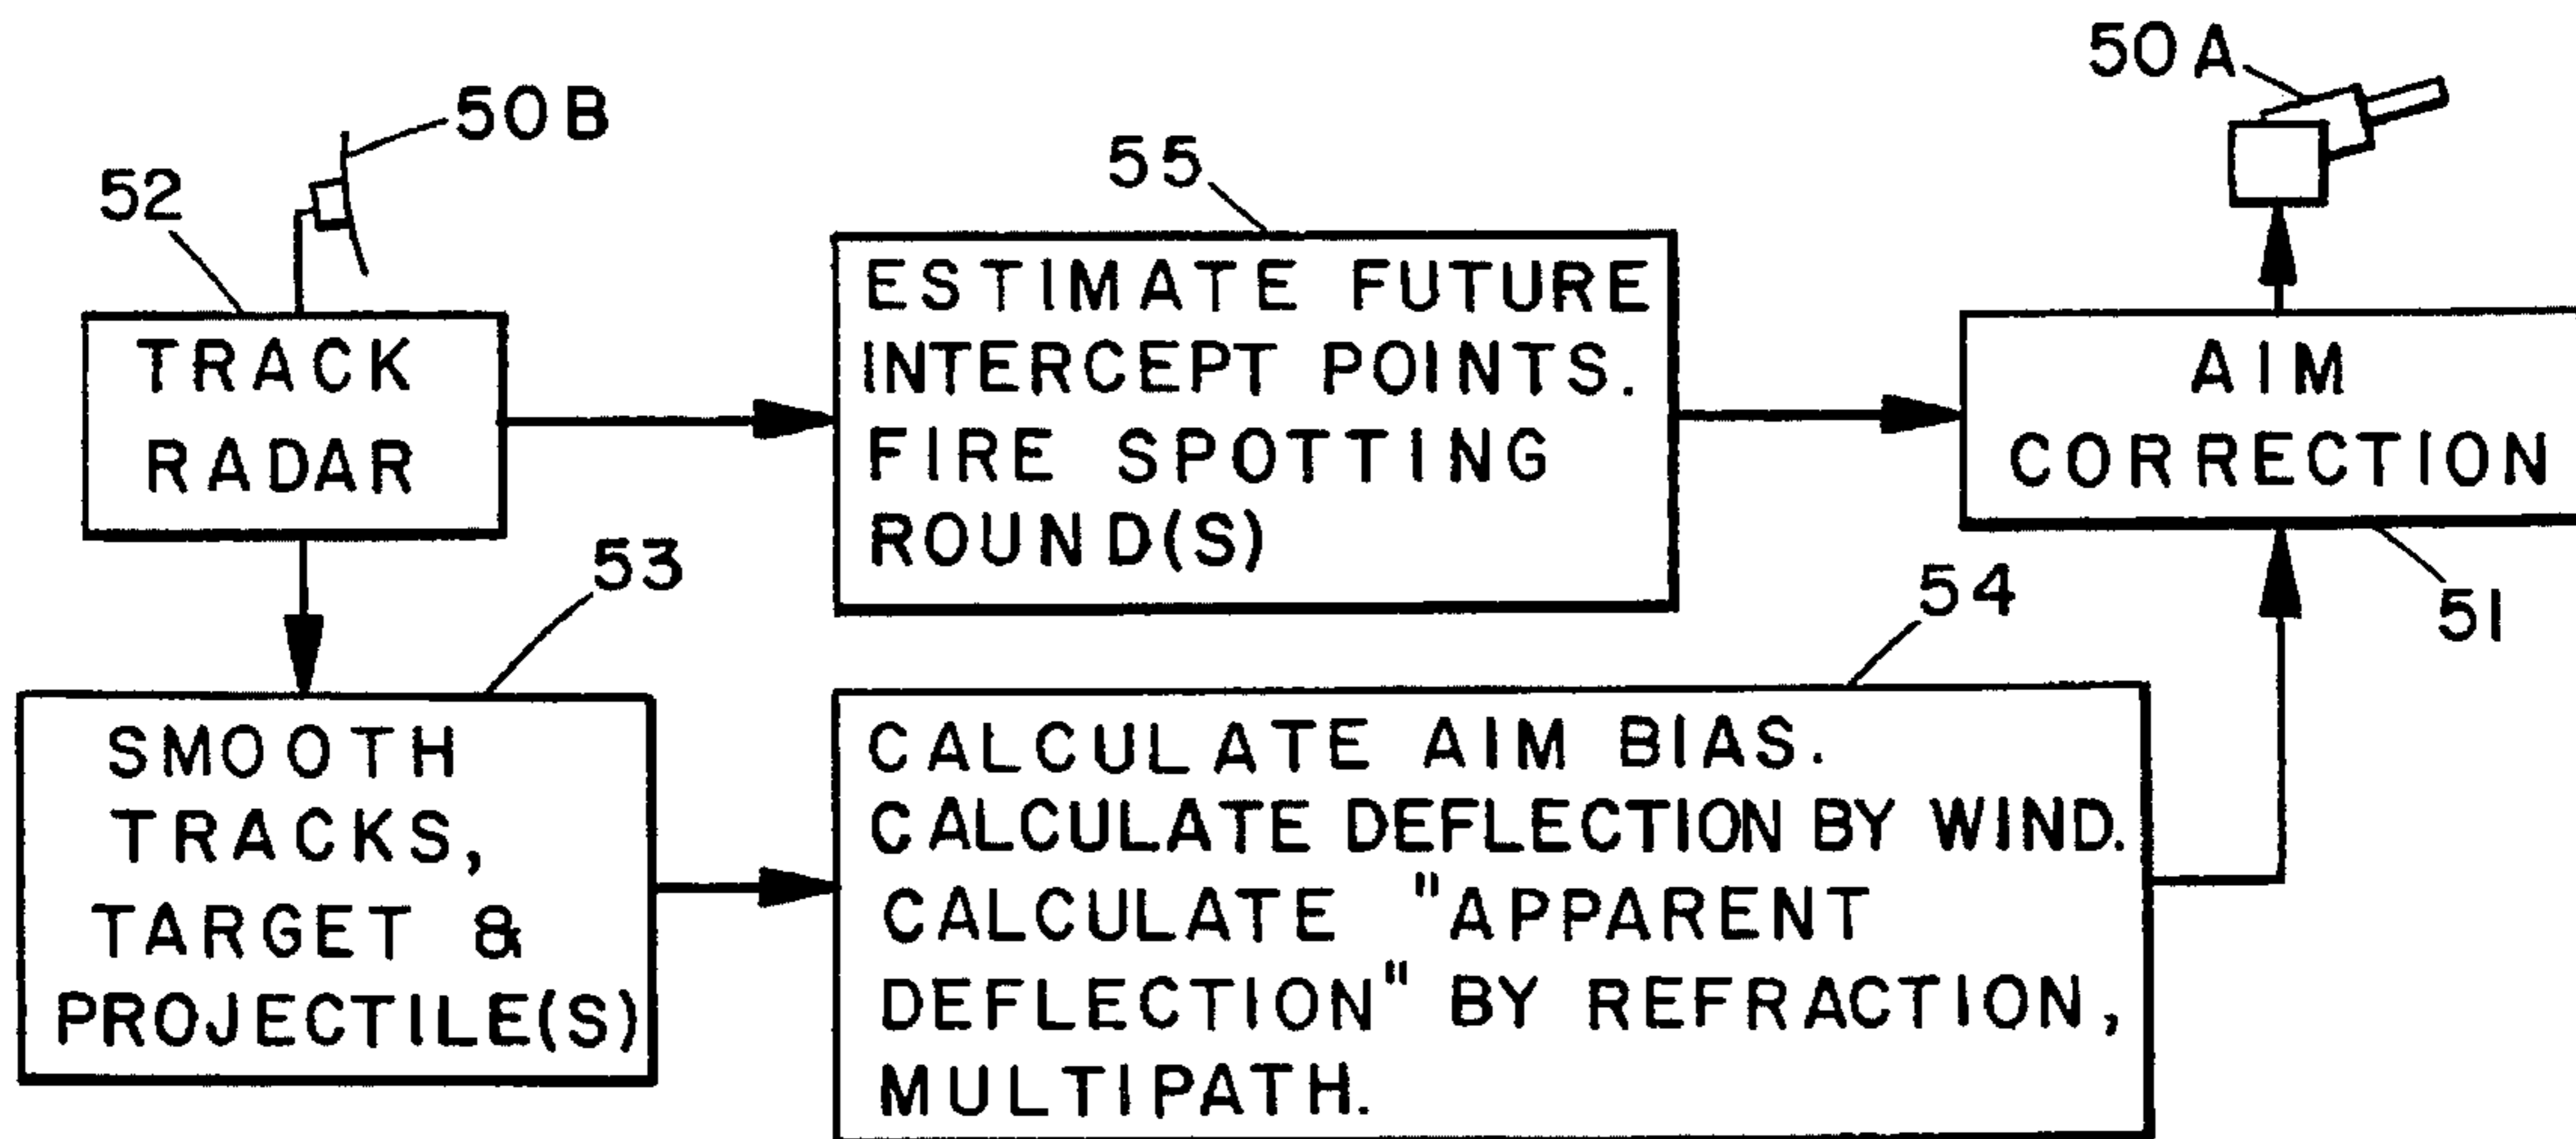 50A
50B
55
52
ESTIMATE FUTURE
INTERCEPT POINTS.
FIRE SPOTTING
ROUND(S)
TRACK
RADAR
AIM
CORRECTION
53
54
51
SMOOTH
TRACKS,
TARGET &
PROJECTILE(S)
CALCULATE AIM BIAS.
CALCULATE DEFLECTION BY WIND.
CALCULATE "APPARENT
DEFLECTION" BY REFRACTION,
MULTIPATH.